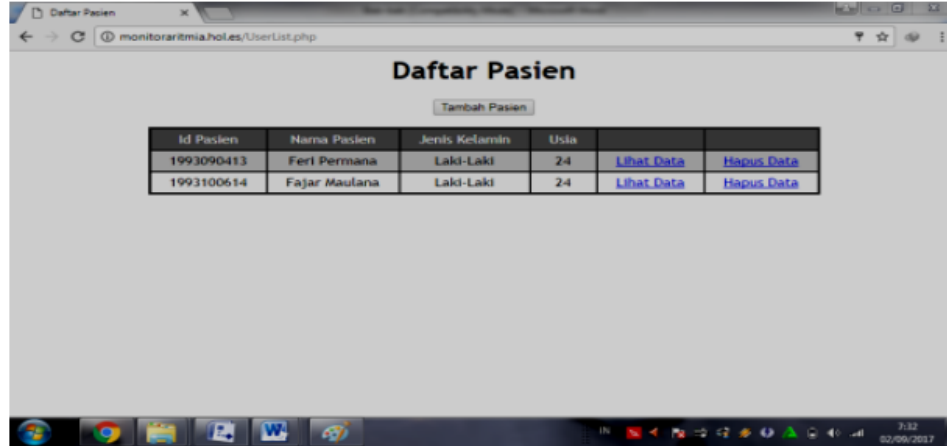 Daftar Pasien
monitoraritmia.hol.es/UserList.php
Daftar Pasien
Tambah Pasien
Id Pasien Nama Pasien Jenis Kelamin Usia
1993090413 Feri Permana Laki-Laki 24 Lihat Data Hapus Data
1993100614 Fajar Maulana Laki-Laki 24 Lihat Data Hapus Data
IN 7:32
02/09/2017